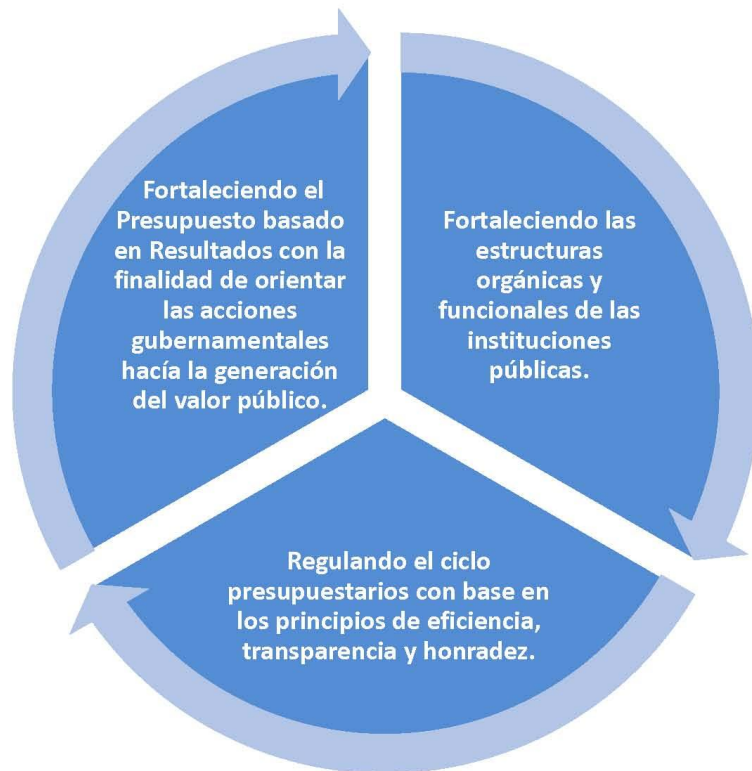 Fortaleciendo el
Presupuesto basado
en Resultados con la
finalidad de orientar
las acciones
gubernamentales
hacía la generación
del valor público.
Fortaleciendo las
estructuras
orgánicas y
funcionales de las
instituciones
públicas.
Regulando el ciclo
presupuestarios con base en
los principios de eficiencia,
transparencia y honradez.